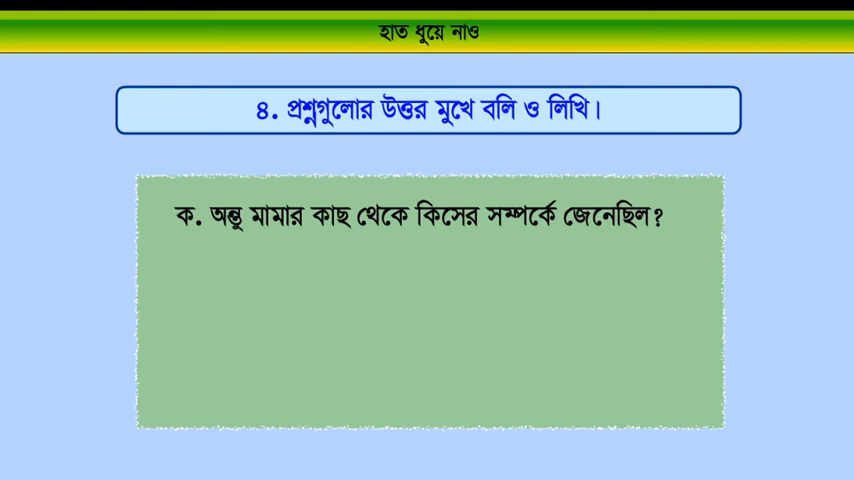 হাত ধুয়ে নাও
৪. প্রশ্নগুলোর উত্তর মুখে বলি ও লিখি।
ক. অন্তু মামার কাছ থেকে কিসের সম্পর্কে জেনেছিল?